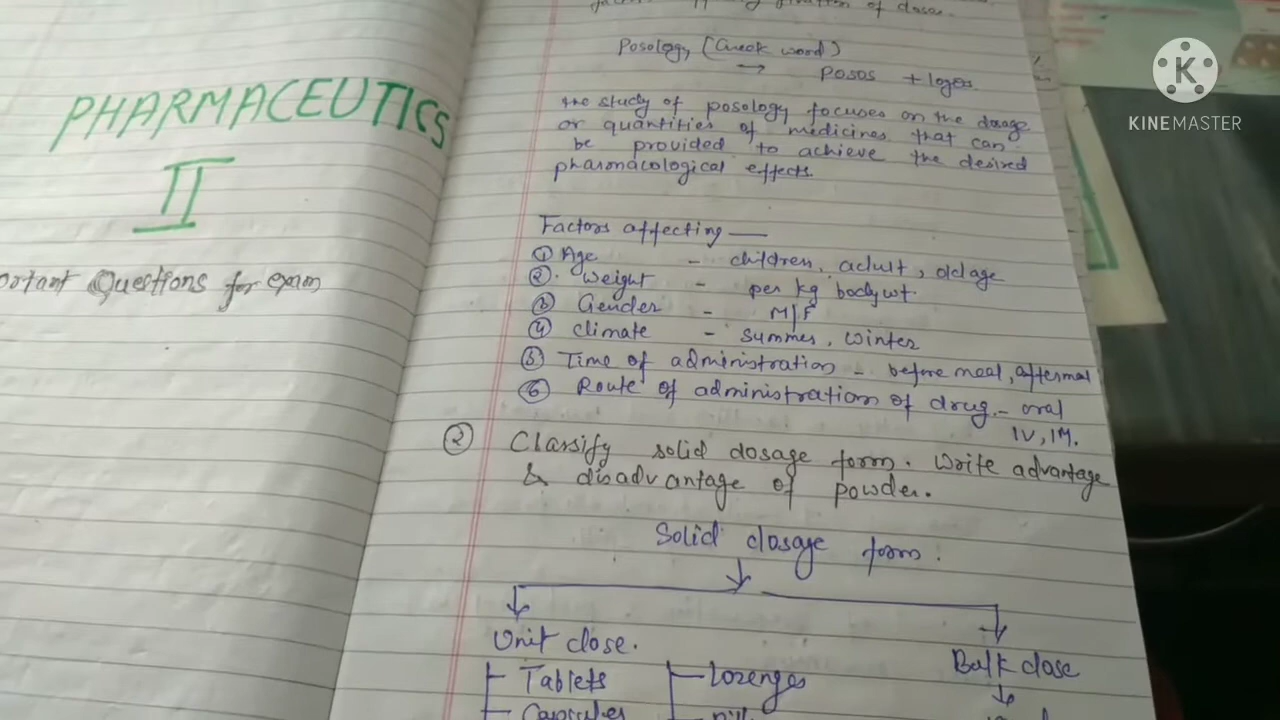 PHARMACEUTICS
II
Questions for exam
of dose.
Posology (Greek word)
→ Posos + logos
the study of posology focuses on the dosage
or quantities of medicines that can
be provided to achieve the desired
pharmacological effects.
Factors affecting —
① Age - children, adult, old age
②. Weight - per kg body wt.
③ Gender - M/F
④ climate - summer, winter
⑤ Time of administration - before meal, aftermeal
⑥ Route of administration of drug. - oral
IV, IM.
② Classify solid dosage form. Write advantage
& disadvantage of powder.
Solid dosage form.
Unit dose. Bulk dose
Tablets Lozenges
Capsules
K
KINEMASTER